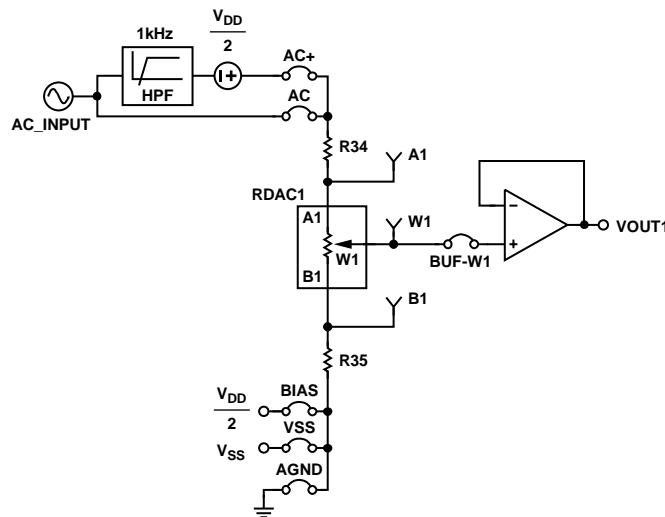 1kHz
VDD
2
AC+
HPF
AC
AC_INPUT
R34
A1
RDAC1
A1
W1
W1
BUF-W1
VOUT1
B1
B1
R35
VDD
2
BIAS
VSS
VSS
AGND